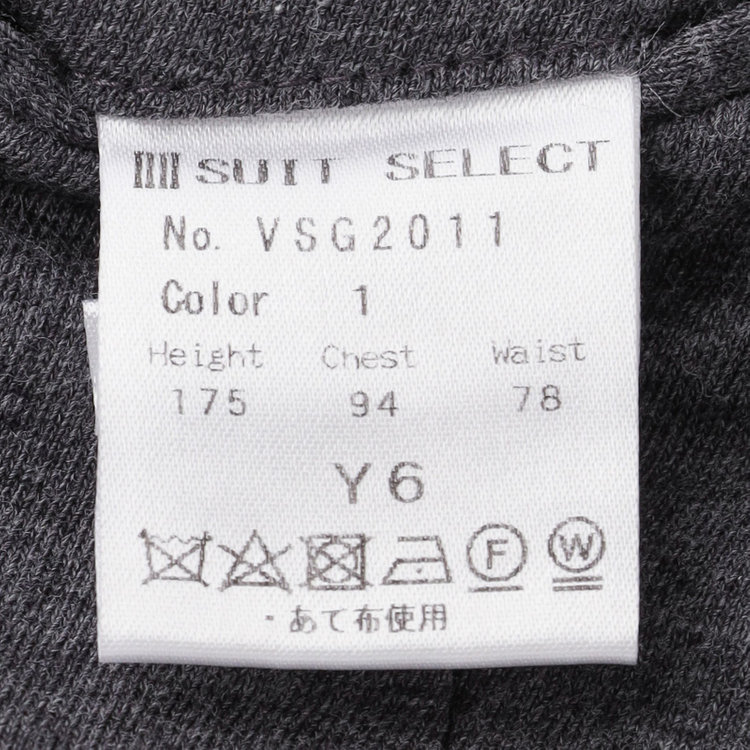 SUIT SELECT
No. VSG2011
Color 1
Height Chest Waist
175 94 78
Y6
F W
・あて布使用